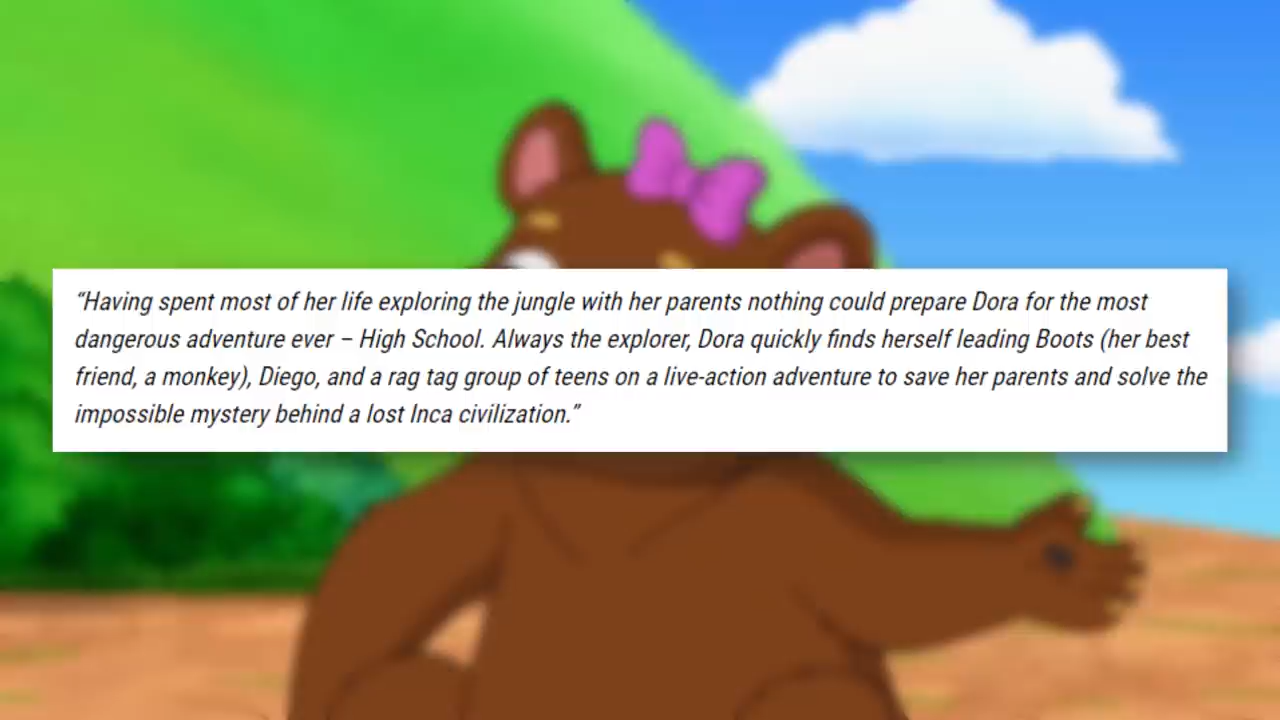 “Having spent most of her life exploring the jungle with her parents nothing could prepare Dora for the most
dangerous adventure ever – High School. Always the explorer, Dora quickly finds herself leading Boots (her best
friend, a monkey), Diego, and a rag tag group of teens on a live-action adventure to save her parents and solve the
impossible mystery behind a lost Inca civilization.”